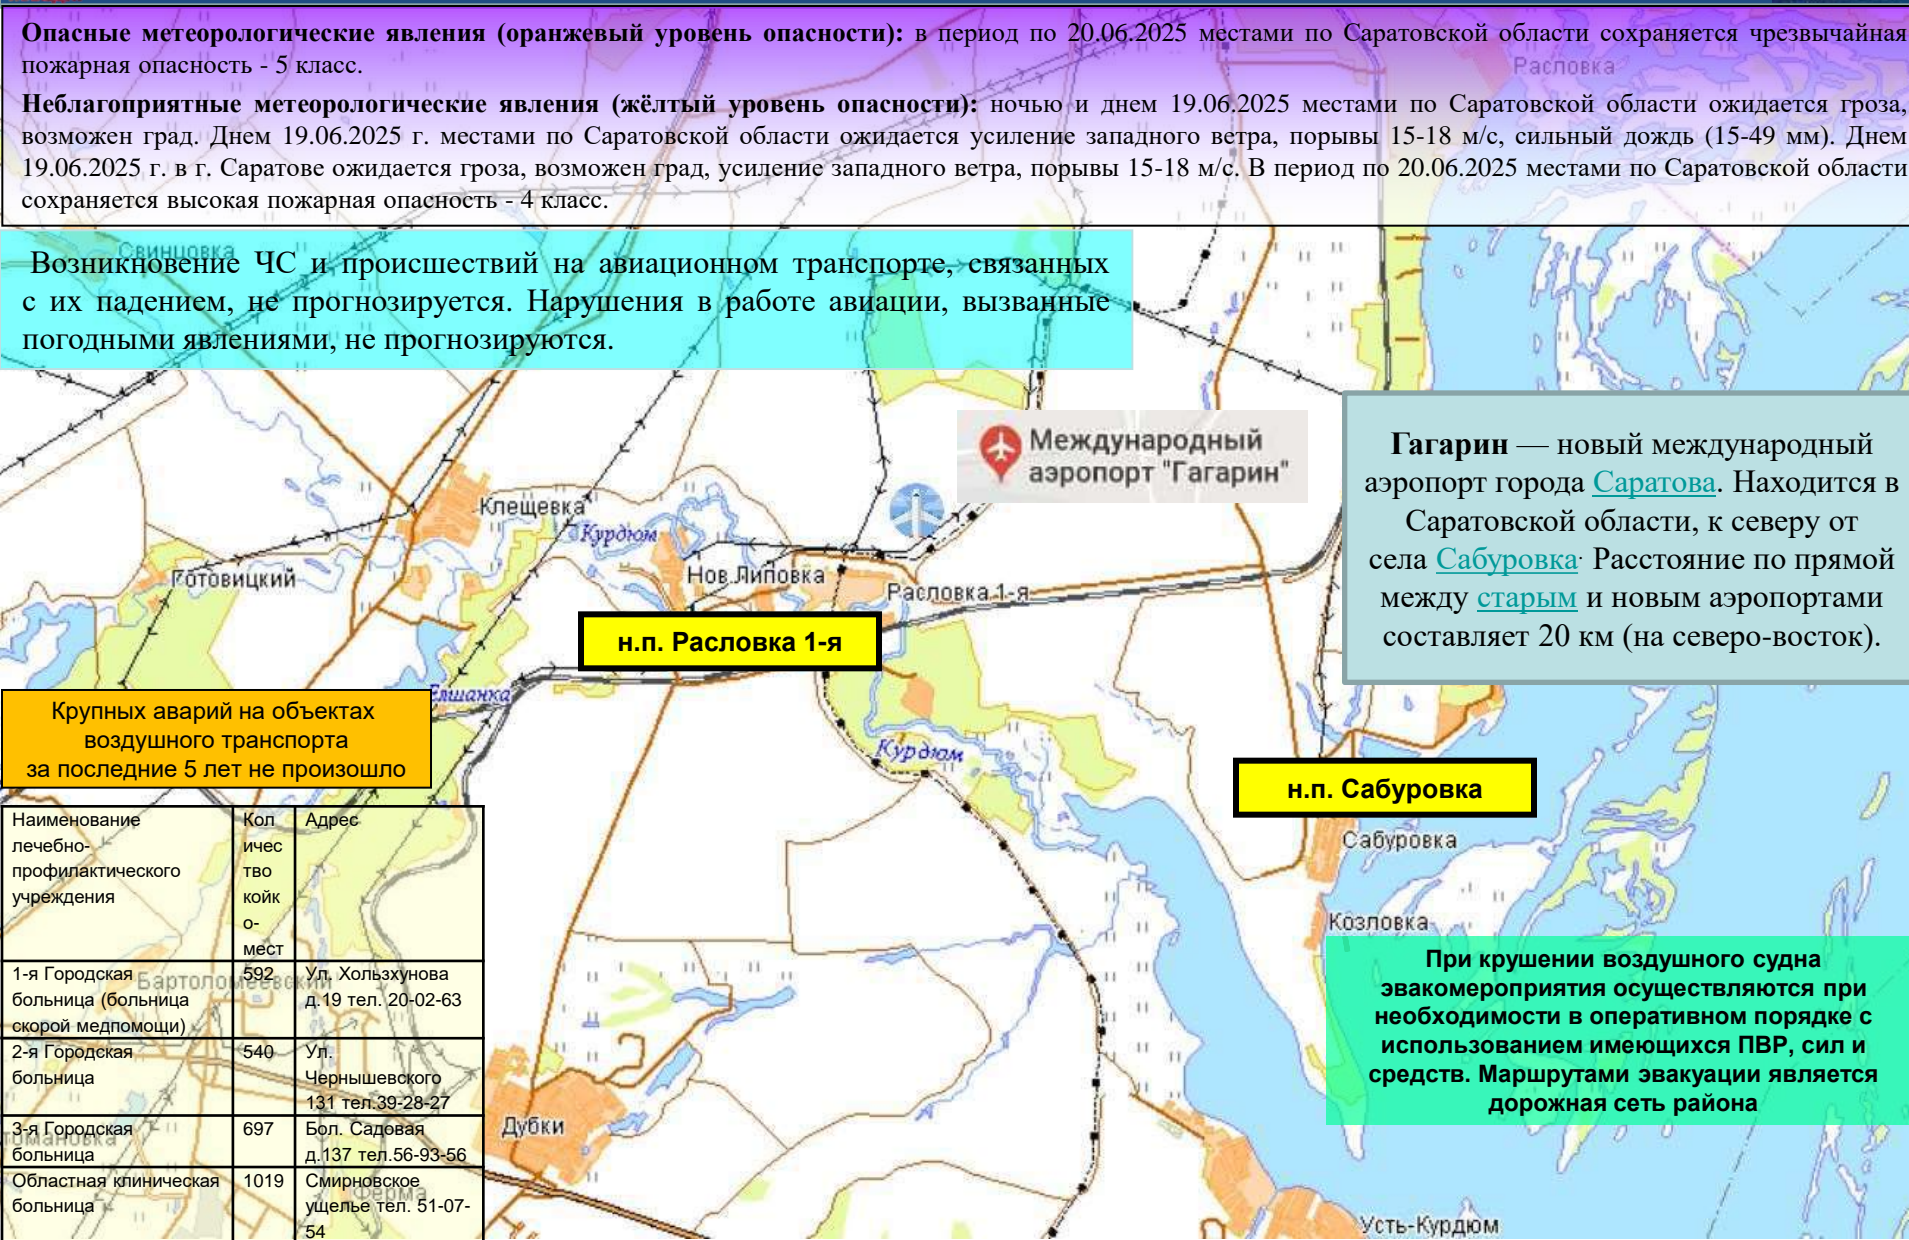 Опасные метеорологические явления (оранжевый уровень опасности): в период по 20.06.2025 местами по Саратовской области сохраняется чрезвычайная
пожарная опасность - 5 класс.
Неблагоприятные метеорологические явления (жёлтый уровень опасности): ночью и днем 19.06.2025 местами по Саратовской области ожидается гроза,
возможен град. Днем 19.06.2025 г. местами по Саратовской области ожидается усиление западного ветра, порывы 15-18 м/с, сильный дождь (15-49 мм). Днем
19.06.2025 г. в г. Саратове ожидается гроза, возможен град, усиление западного ветра, порывы 15-18 м/с. В период по 20.06.2025 местами по Саратовской области
сохраняется высокая пожарная опасность - 4 класс.
Расловка
Свинцовка
Возникновение ЧС и происшествий на авиационном транспорте, связанных
с их падением, не прогнозируется. Нарушения в работе авиации, вызванные
погодными явлениями, не прогнозируются.
Международный
аэропорт "Гагарин"
Гагарин — новый международный
аэропорт города Саратова. Находится в
Саратовской области, к северу от
села Сабуровка. Расстояние по прямой
между старым и новым аэропортами
составляет 20 км (на северо-восток).
Клещевка
Курдюм
Готовицкий
Нов.Липовка
Расловка 1-я
н.п. Расловка 1-я
Елшанка
Крупных аварий на объектах
воздушного транспорта
за последние 5 лет не произошло
Курдюм
н.п. Сабуровка
Сабуровка
Козловка
При крушении воздушного судна
эвакомероприятия осуществляются при
необходимости в оперативном порядке с
использованием имеющихся ПВР, сил и
средств. Маршрутами эвакуации является
дорожная сеть района
Наименование
лечебно-
профилактического
учреждения
Кол
ичес
тво
койк
о-
мест
Адрес
1-я Городская
больница (больница
скорой медпомощи)
592
Ул. Хользхунова
д.19 тел. 20-02-63
2-я Городская
больница
540
Ул.
Чернышевского
131 тел.39-28-27
3-я Городская
больница
697
Бол. Садовая
д.137 тел.56-93-56
Областная клиническая
больница
1019
Смирновское
ущелье тел. 51-07-
54
Бартоломеевский
Ферма
Дубки
Усть-Курдюм